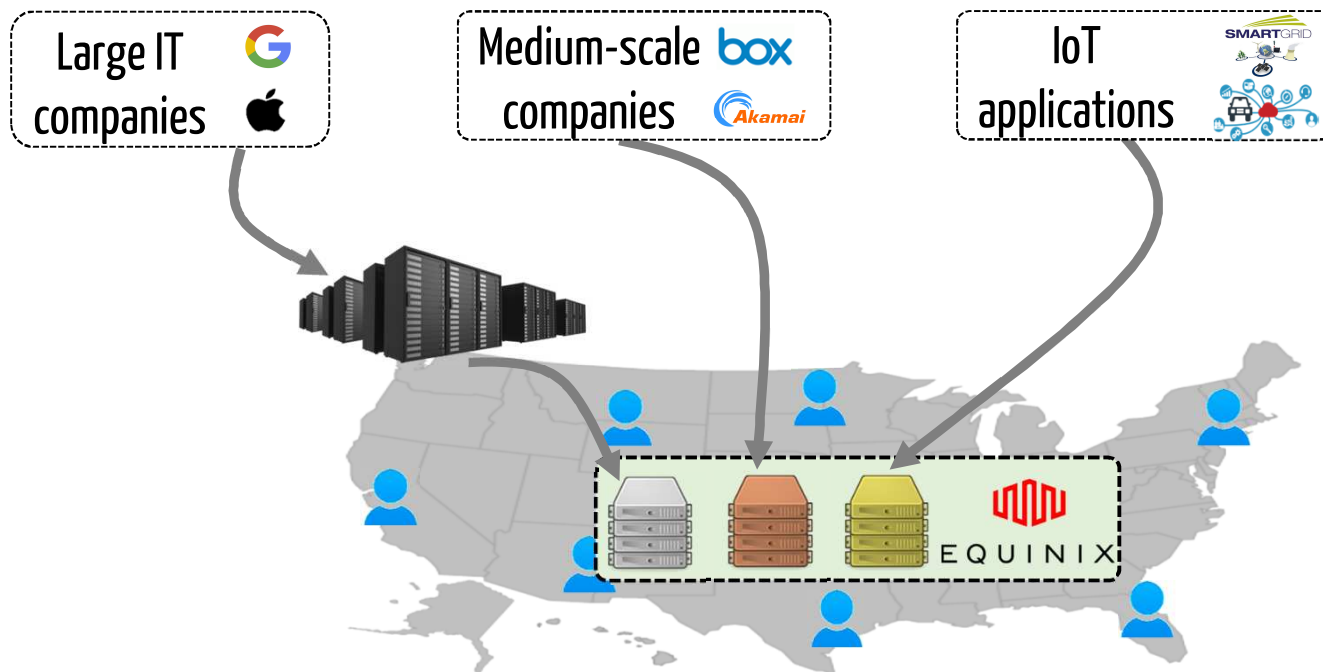 Large IT
companies
Medium-scale
box
companies
Akamai
IoT
SMARTGRID
applications
EQUINIX